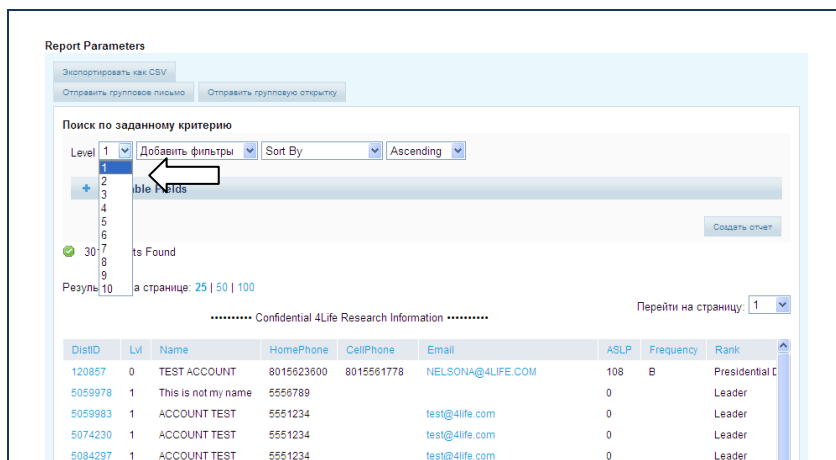 Report Parameters
Экспортировать как CSV
Отправить групповое письмо Отправить групповую открытку
Поиск по заданному критерию
Level 1 Добавить фильтры Sort By Ascending
1
2
+ ble Fields
3
4
5
6
Создать отчет
7
30 ts Found
8
9
Резуль а странице: 25 | 50 | 100
10
Перейти на страницу: 1
•••••••••• Confidential 4Life Research Information ••••••••••
DistID Lvl Name HomePhone CellPhone Email ASLP Frequency Rank
120857 0 TEST ACCOUNT 8015623600 8015561778 NELSONA@4LIFE.COM 108 B Presidential D
5059978 1 This is not my name 5556789 0 Leader
5059983 1 ACCOUNT TEST 5551234 test@4life.com 0 Leader
5074230 1 ACCOUNT TEST 5551234 test@4life.com 0 Leader
5084297 1 ACCOUNT TEST 5551234 test@4life.com 0 Leader